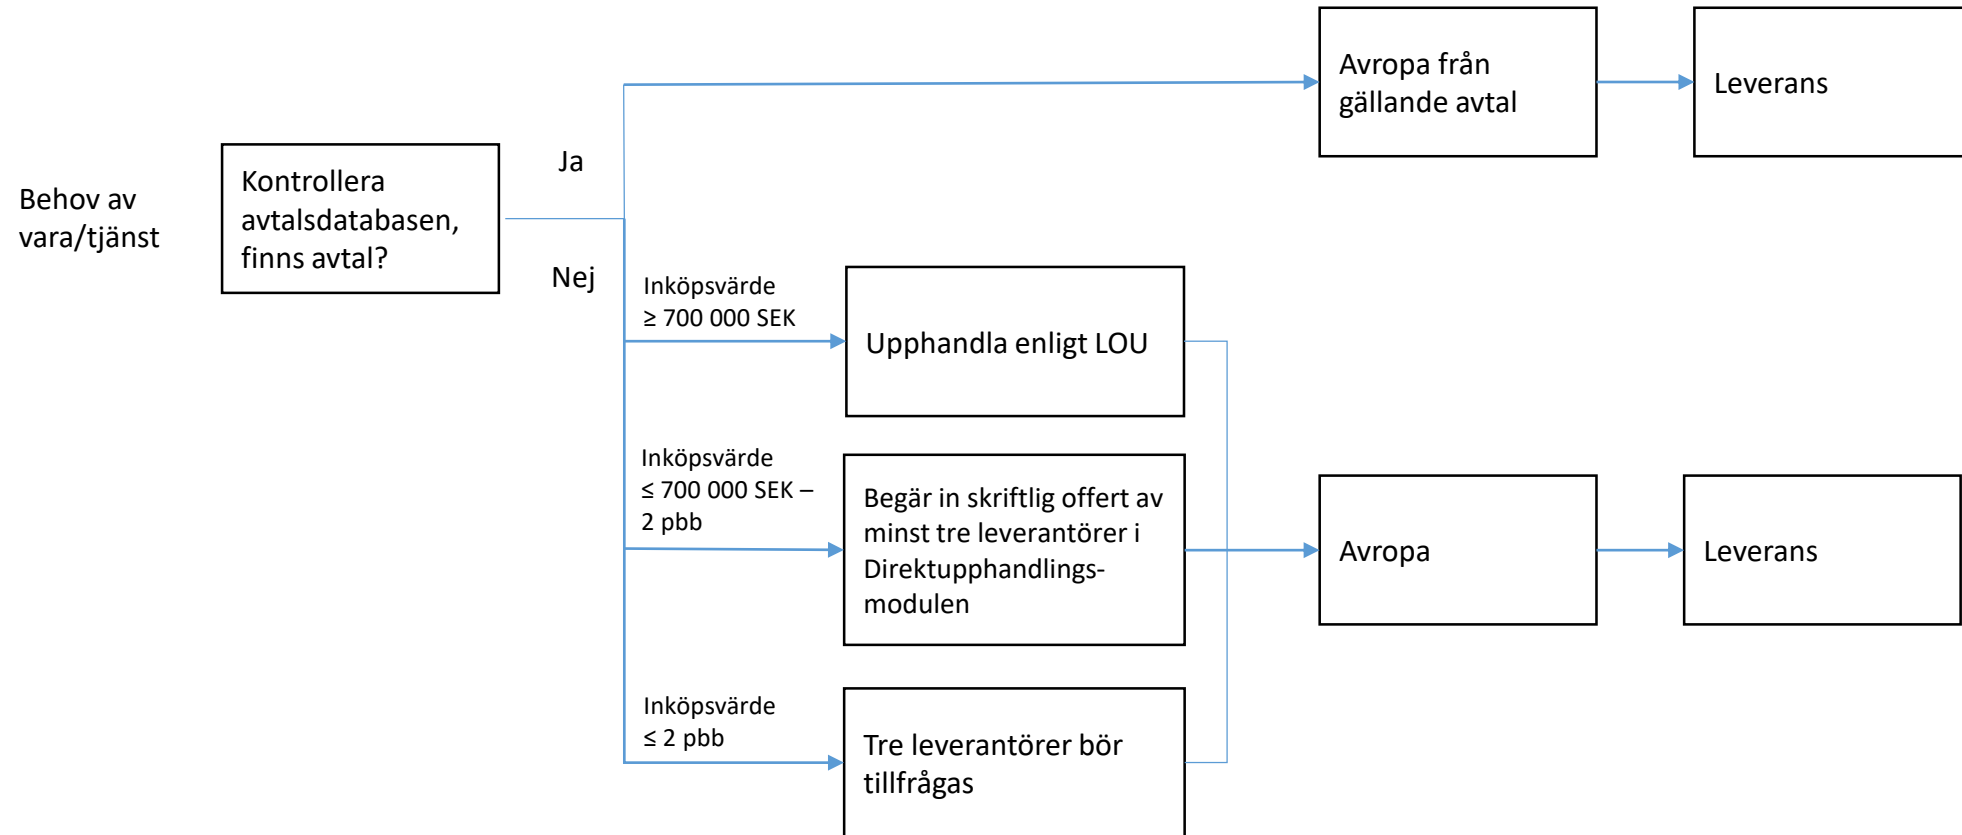 Avropa från
gällande avtal
Leverans
Ja
Behov av
vara/tjänst
Kontrollera
avtalsdatabasen,
finns avtal?
Nej
Inköpsvärde
≥ 700 000 SEK
Upphandla enligt LOU
Inköpsvärde
≤ 700 000 SEK –
2 pbb
Begär in skriftlig offert av
minst tre leverantörer i
Direktupphandlings-
modulen
Avropa
Leverans
Inköpsvärde
≤ 2 pbb
Tre leverantörer bör
tillfrågas